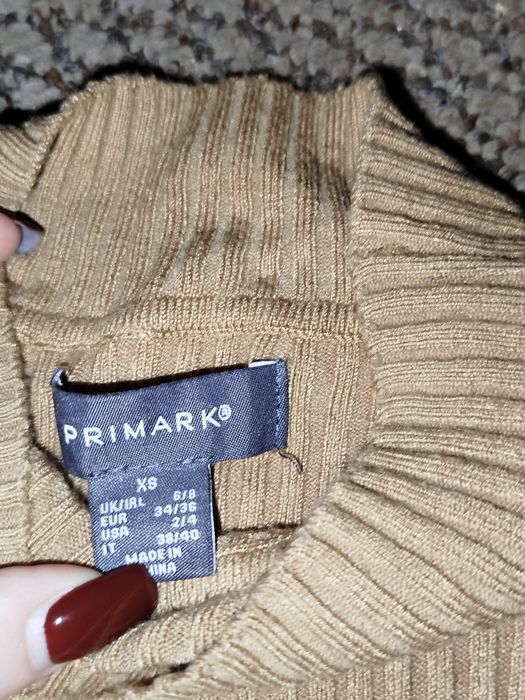 PRIMARK®
XS
UK/IRL 6/8
EUR 34/36
USA 2/4
IT 38/40
MADE IN